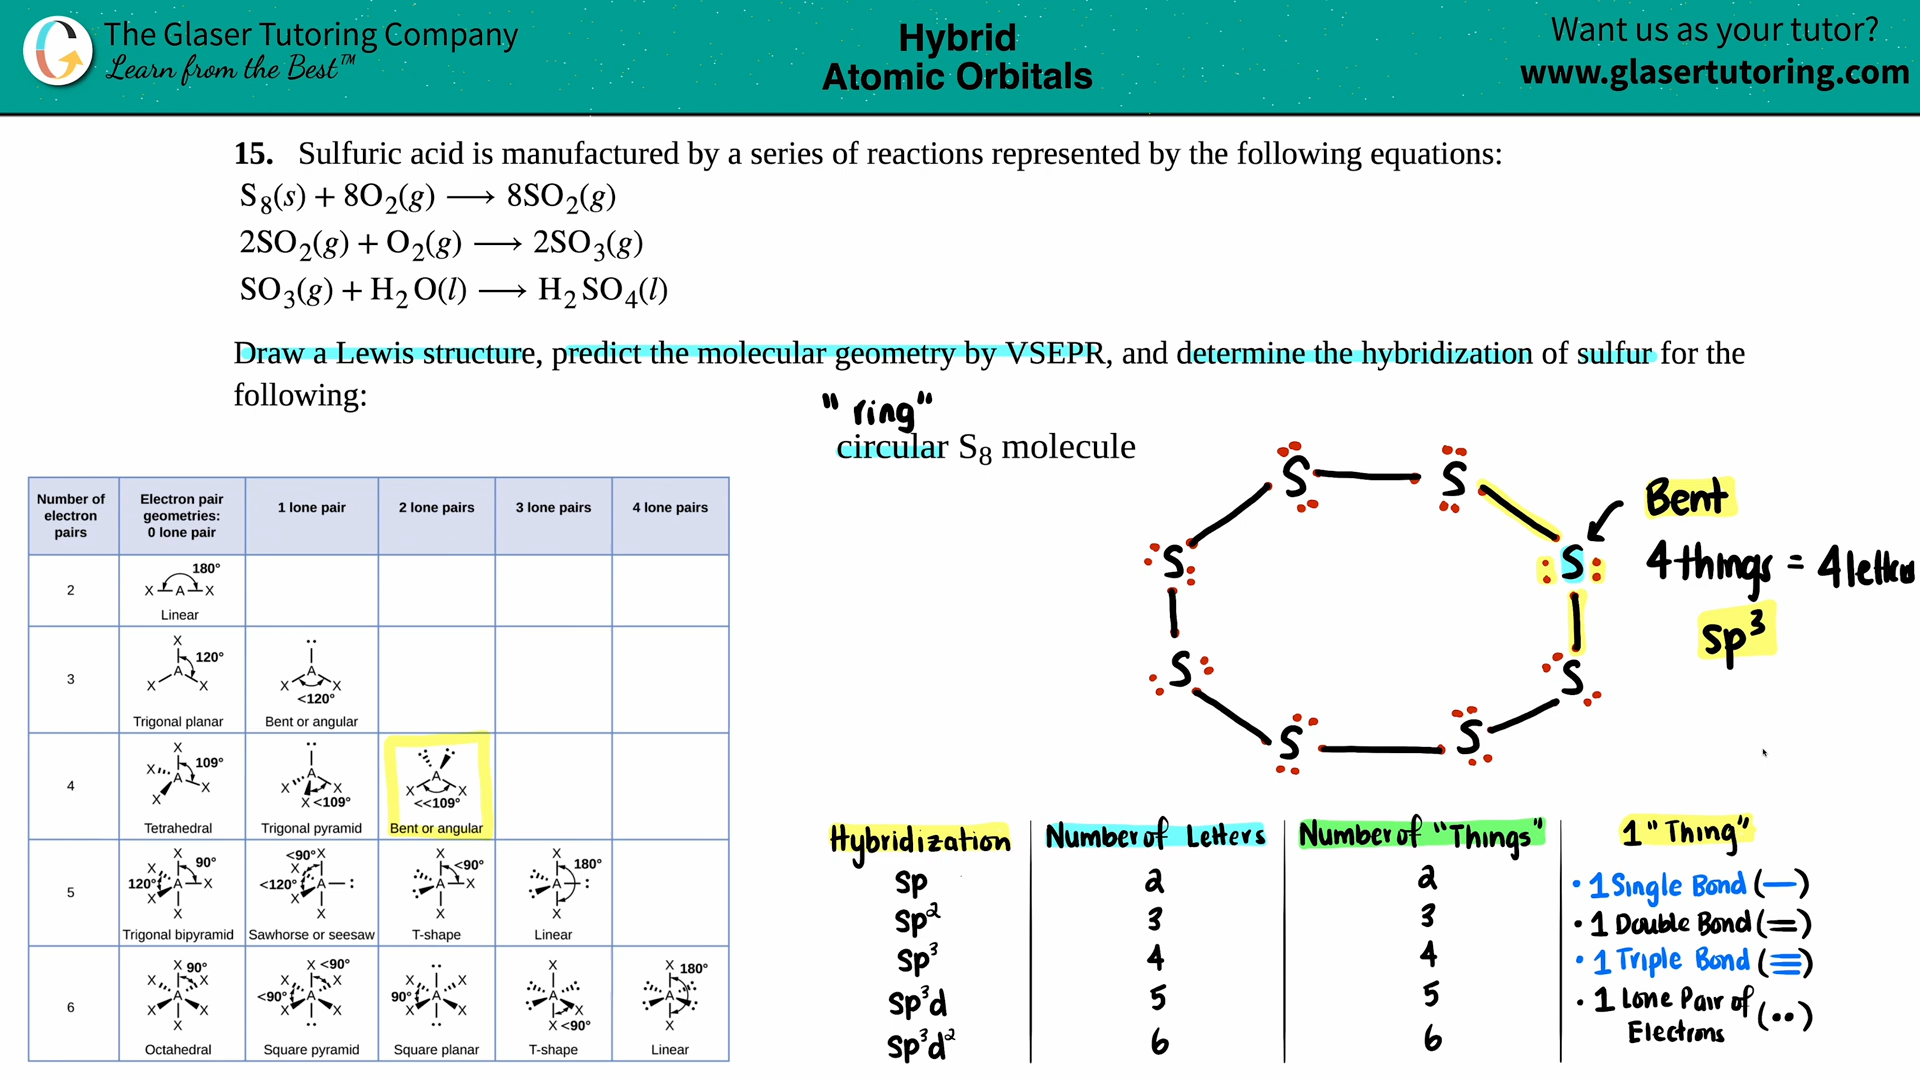 The Glaser Tutoring Company
Learn from the Best™
Hybrid
Atomic Orbitals
Want us as your tutor?
www.glasertutoring.com
15. Sulfuric acid is manufactured by a series of reactions represented by the following equations:
S₈(s) + 8O₂(g) ⟶ 8SO₂(g)
2SO₂(g) + O₂(g) ⟶ 2SO₃(g)
SO₃(g) + H₂O(l) ⟶ H₂SO₄(l)
Draw a Lewis structure, predict the molecular geometry by VSEPR, and determine the hybridization of sulfur for the
following:
"ring"
circular S₈ molecule
S S
S S
S S
S S
Bent
4 things = 4 letters
sp³
Number of electron pairs | Electron pair geometries: 0 lone pair | 1 lone pair | 2 lone pairs | 3 lone pairs | 4 lone pairs
2 | 180° X A X Linear
3 | X 120° A X X Trigonal planar | A X X <120° Bent or angular
4 | X 109° X A X X Tetrahedral | A X X X <109° Trigonal pyramid | A X X <<109° Bent or angular
5 | X 90° X 120° A X X X Trigonal bipyramid | <90° X X <120° A X X Sawhorse or seesaw | X <90° A X X T-shape | X 180° A X Linear
6 | X 90° X X A X X X Octahedral | X <90° X X <90° A X X Square pyramid | X X 90° A X X Square planar | X A X X <90° T-shape | X 180° A X Linear
Hybridization | Number of Letters | Number of "Things" | 1 "Thing"
sp 2 2 • 1 Single Bond (—)
sp² 3 3 • 1 Double Bond (=)
sp³ 4 4 • 1 Triple Bond (≡)
sp³d 5 5 • 1 Lone Pair of
Electrons (••)
sp³d² 6 6